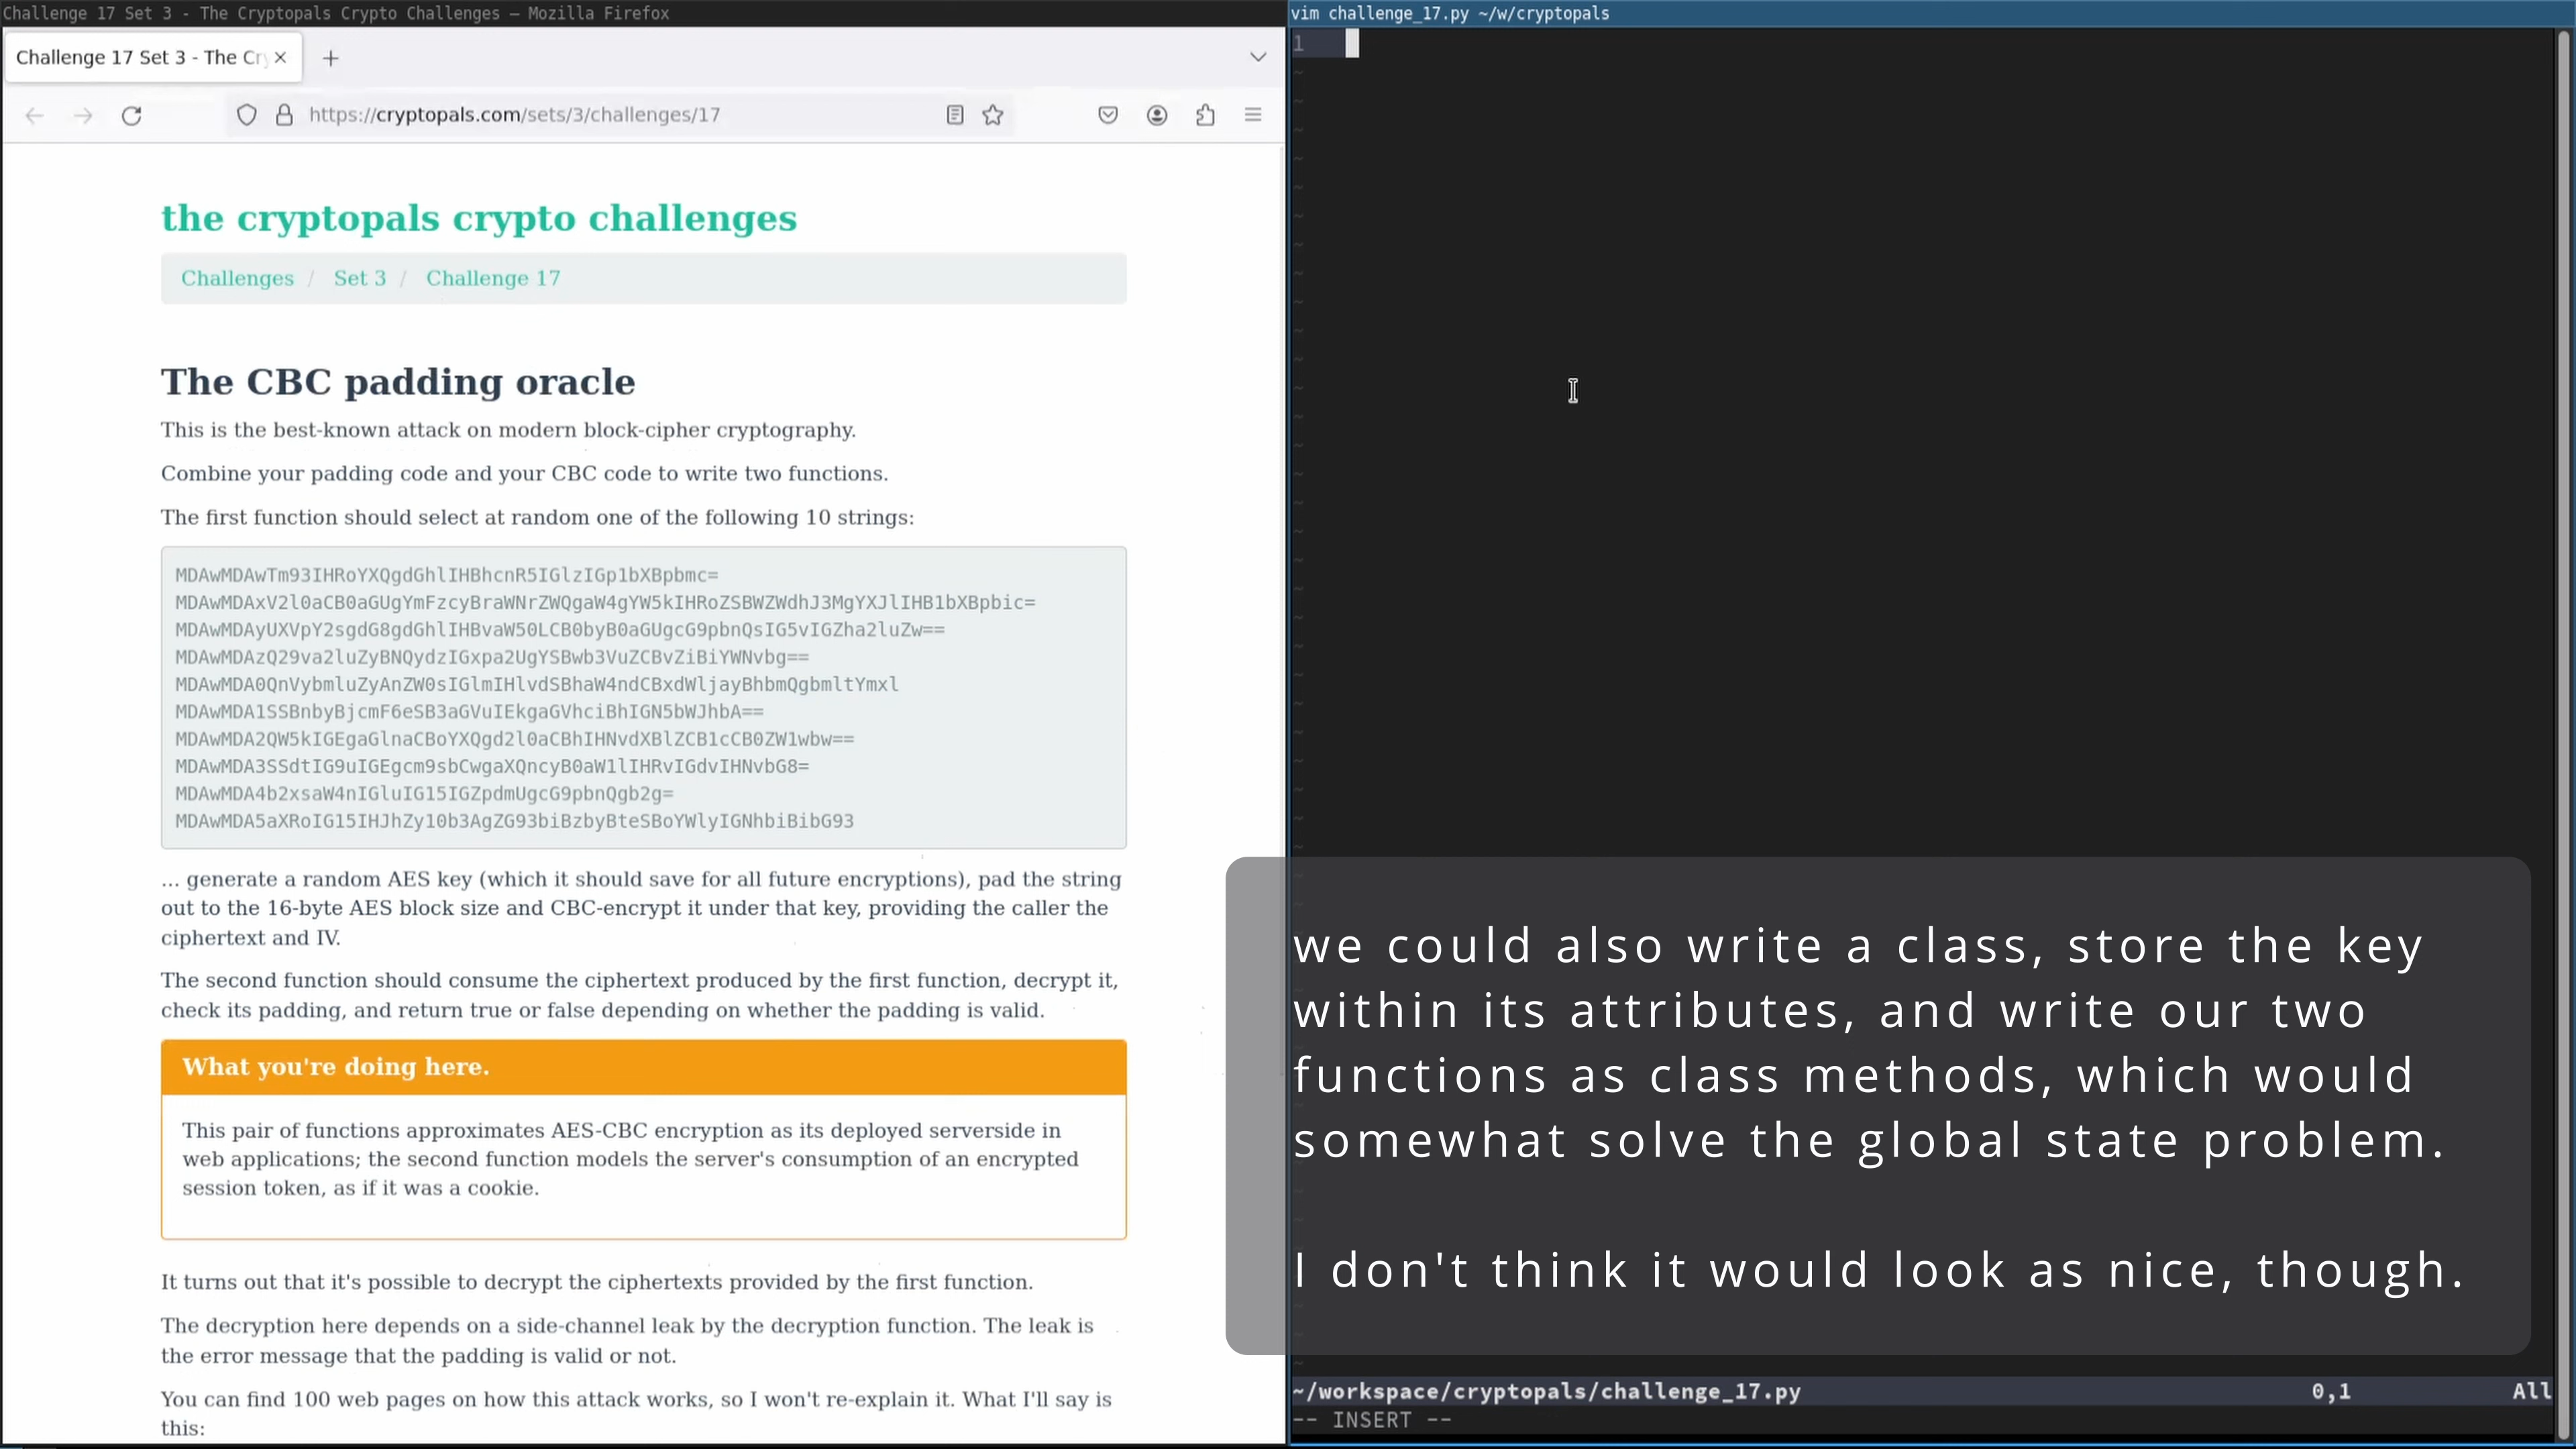 Challenge 17 Set 3 - The Cryptopals Crypto Challenges — Mozilla Firefox
vim challenge_17.py ~/w/cryptopals
Challenge 17 Set 3 - The Cry
https://cryptopals.com/sets/3/challenges/17
1
the cryptopals crypto challenges
Challenges / Set 3 / Challenge 17
The CBC padding oracle
This is the best-known attack on modern block-cipher cryptography.
Combine your padding code and your CBC code to write two functions.
The first function should select at random one of the following 10 strings:
MDAwMDAwTm93IHRoYXQgdGhlIHBhcnR5IGlzIGp1bXBpbmc=
MDAwMDAxV2l0aCB0aGUgYmFzcyBraWNrZWQgaW4gYW5kIHRoZSBWZWdhJ3MgYXJlIHB1bXBpbic=
MDAwMDAyUXVpY2sgdG8gdGhlIHBvaW50LCB0byB0aGUgcG9pbnQsIG5vIGZha2luZw==
MDAwMDAzQ29va2luZyBNQydzIGxpa2UgYSBwb3VuZCBvZiBiYWNvbg==
MDAwMDA0QnVybmluZyAnZW0sIGlmIHlvdSBhaW4ndCBxdWljayBhbmQgbmltYmxl
MDAwMDA1SSBnbyBjcmF6eSB3aGVuIEkgaGVhciBhIGN5bWJhbA==
MDAwMDA2QW5kIGEgaGlnaCBoYXQgd2l0aCBhIHNvdXBlZCB1cCB0ZW1wbw==
MDAwMDA3SSdtIG9uIGEgcm9sbCwgaXQncyB0aW1lIHRvIGdvIHNvbG8=
MDAwMDA4b2xsaW4nIGluIG15IGZpdmUgcG9pbnQgb2g=
MDAwMDA5aXRoIG15IHJhZy10b3AgZG93biBzbyBteSBoYWlyIGNhbiBibG93
... generate a random AES key (which it should save for all future encryptions), pad the string
out to the 16-byte AES block size and CBC-encrypt it under that key, providing the caller the
ciphertext and IV.
The second function should consume the ciphertext produced by the first function, decrypt it,
check its padding, and return true or false depending on whether the padding is valid.
What you're doing here.
This pair of functions approximates AES-CBC encryption as its deployed serverside in
web applications; the second function models the server's consumption of an encrypted
session token, as if it was a cookie.
It turns out that it's possible to decrypt the ciphertexts provided by the first function.
The decryption here depends on a side-channel leak by the decryption function. The leak is
the error message that the padding is valid or not.
You can find 100 web pages on how this attack works, so I won't re-explain it. What I'll say is
this:
we could also write a class, store the key
within its attributes, and write our two
functions as class methods, which would
somewhat solve the global state problem.
I don't think it would look as nice, though.
~/workspace/cryptopals/challenge_17.py 0,1 All
-- INSERT --